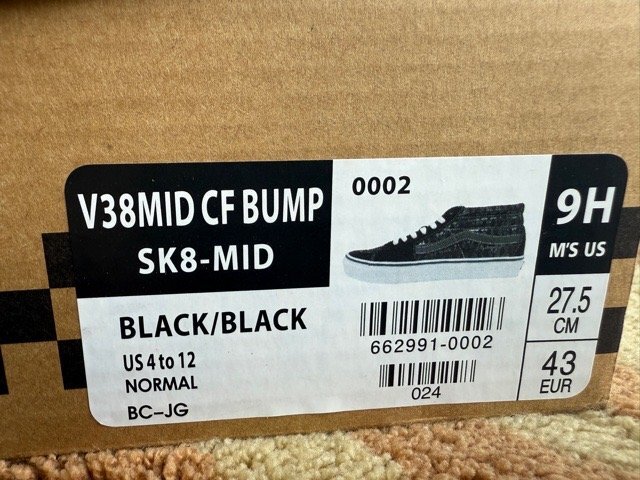 V38MID CF BUMP
SK8-MID
BLACK/BLACK
US 4 to 12
NORMAL
BC-JG
0002
662991-0002
024
9H
M'S US
27.5
CM
43
EUR